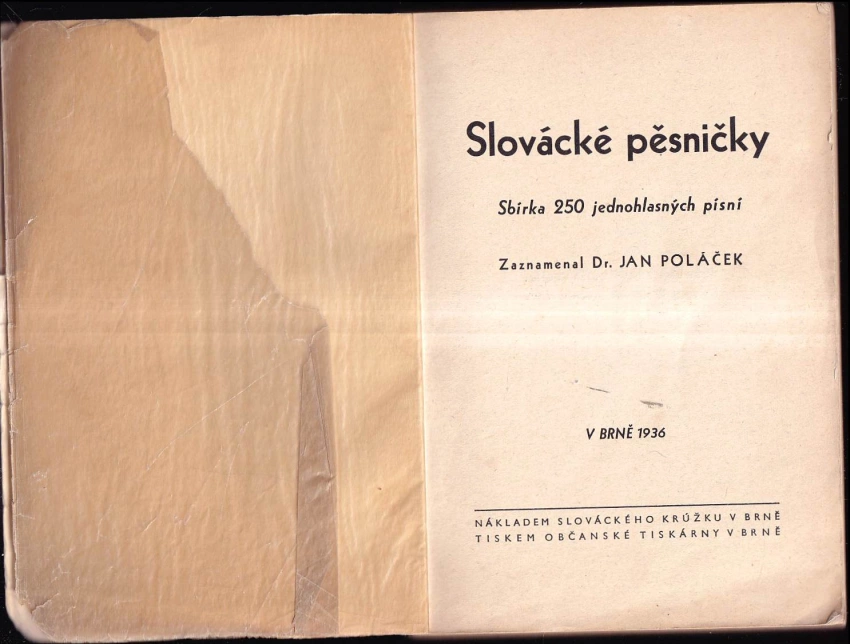 Slovácké pěsničky
Sbírka 250 jednohlasných písní
Zaznamenal Dr. JAN POLÁČEK
V BRNĚ 1936
NÁKLADEM SLOVÁCKÉHO KRÚŽKU V BRNĚ
TISKEM OBČANSKÉ TISKÁRNY V BRNĚ